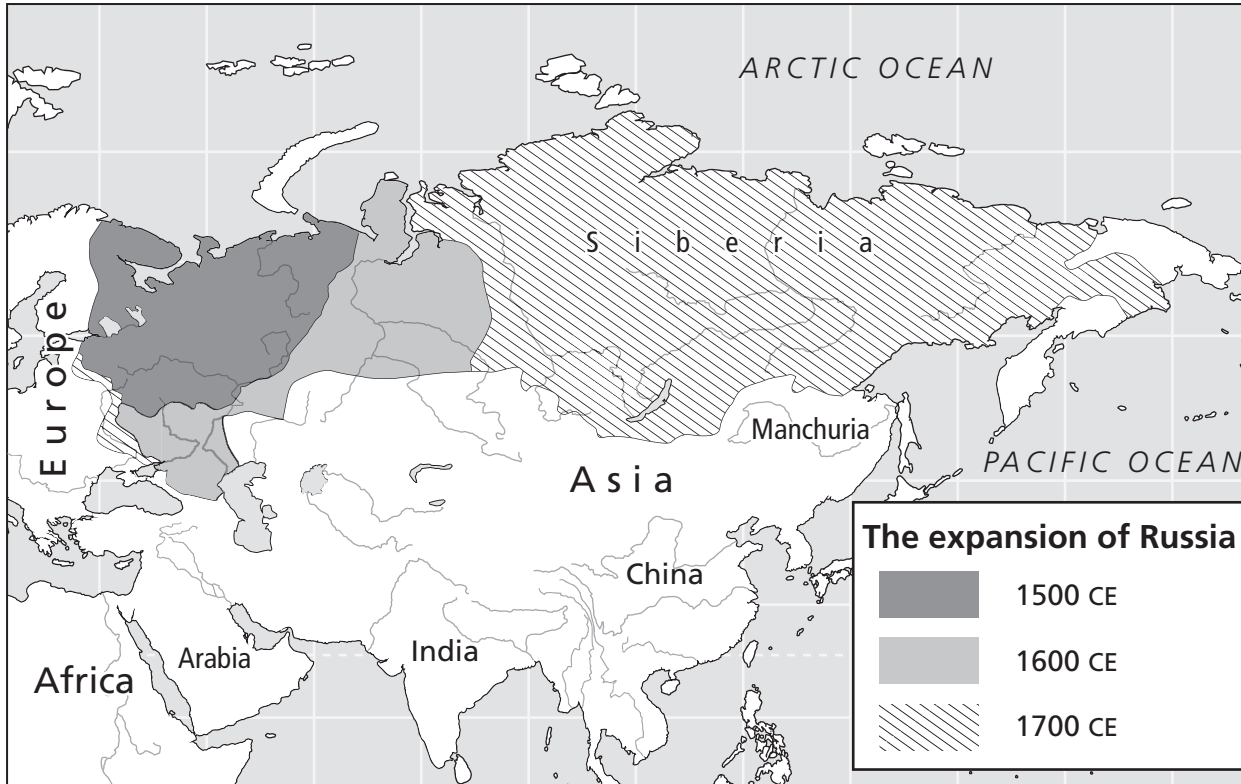 ARCTIC OCEAN
Siberia
Europe
Manchuria
Asia
PACIFIC OCEAN
China
India
Arabia
Africa
The expansion of Russia
1500 CE
1600 CE
1700 CE